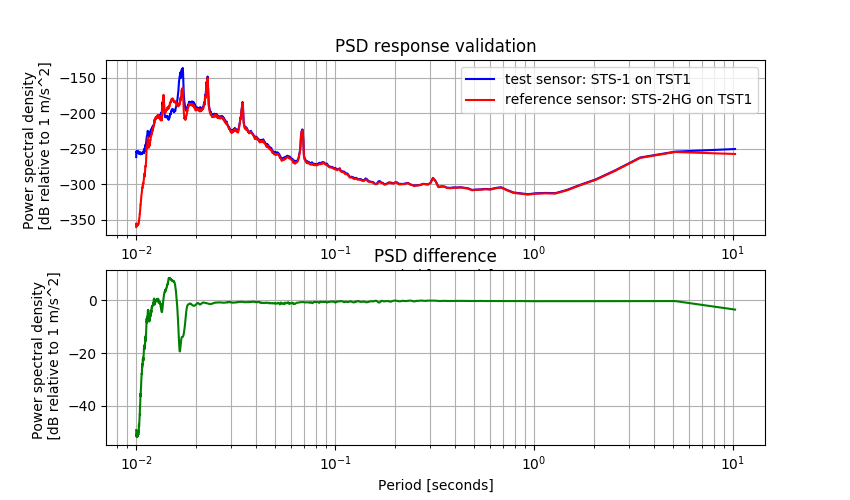 PSD response validation
Power spectral density
[dB relative to 1 m/s^2]
−150
−200
−250
−300
−350
test sensor: STS-1 on TST1
reference sensor: STS-2HG on TST1
10^−2
10^−1
10^0
10^1
PSD difference
Power spectral density
[dB relative to 1 m/s^2]
0
−20
−40
10^−2
10^−1
10^0
10^1
Period [seconds]